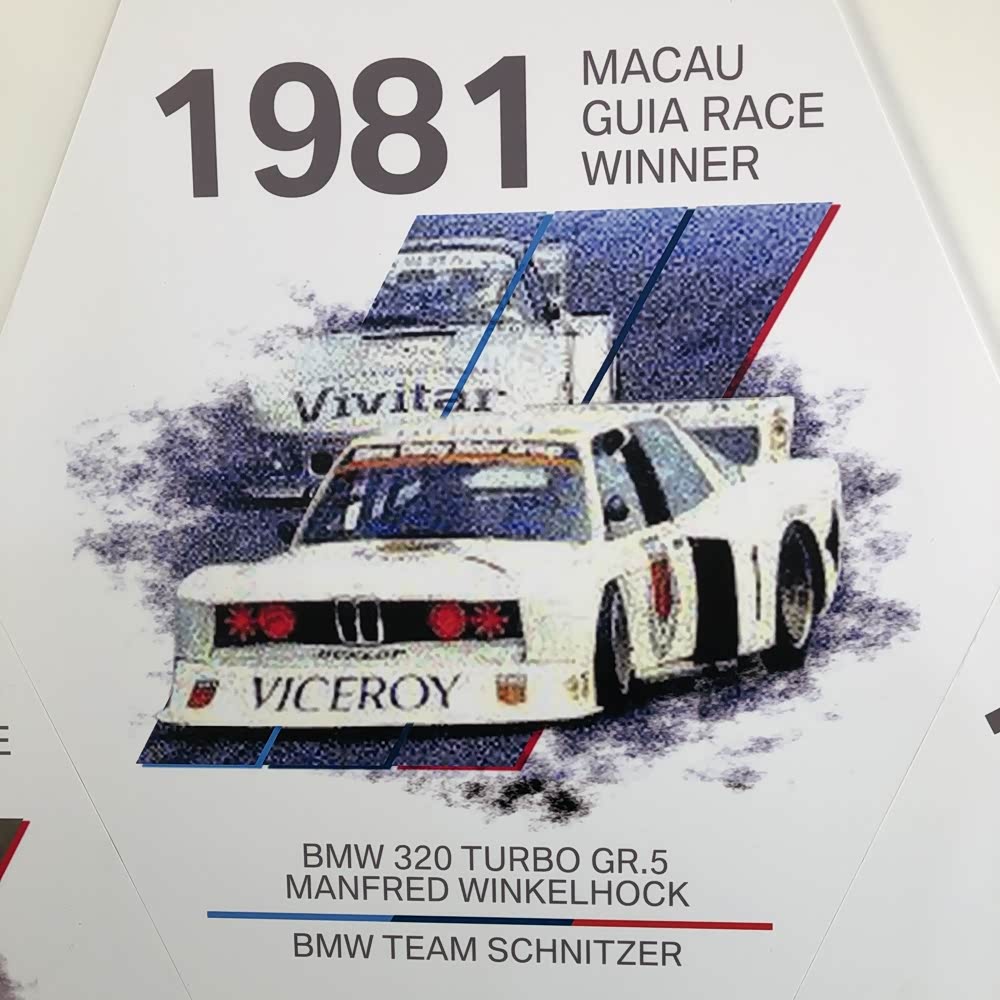 1981
MACAU
GUIA RACE
WINNER
Vivitar
VICEROY
BMW 320 TURBO GR.5
MANFRED WINKELHOCK
BMW TEAM SCHNITZER
E